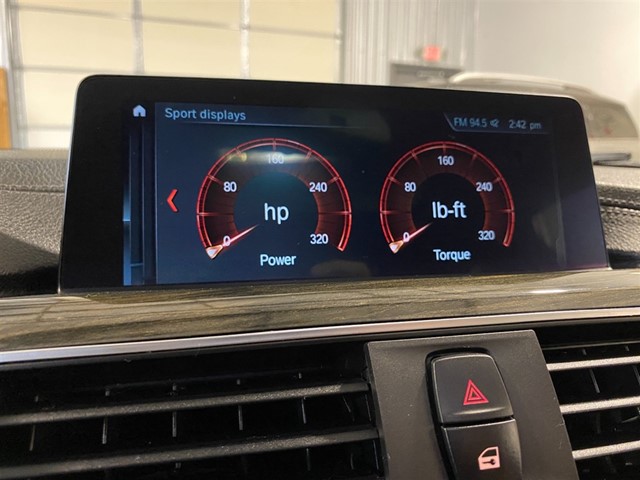 Sport displays
FM 94.5 2:42 pm
160 160
80 240 80 240
hp lb-ft
0 320 0 320
Power Torque